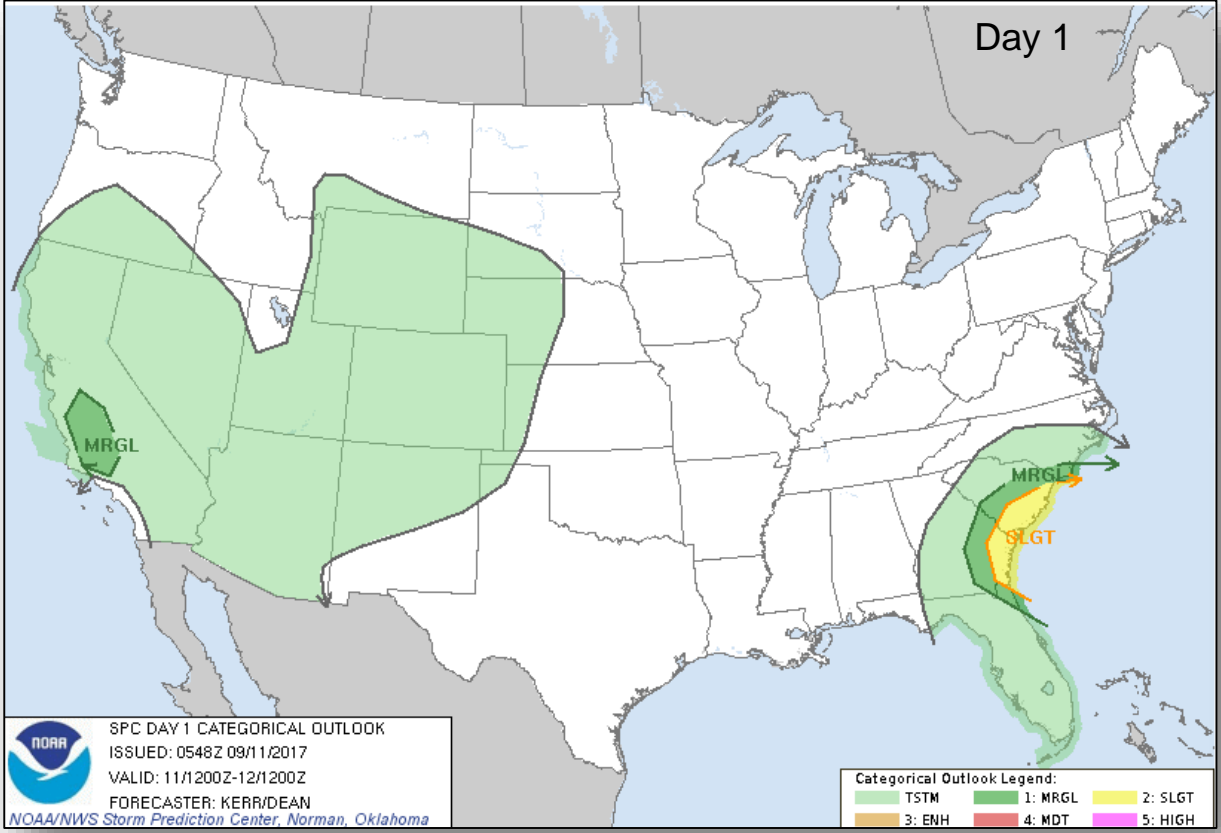 Day 1
MRGL
MRGL
SLGT
NOAA
SPC DAY 1 CATEGORICAL OUTLOOK
ISSUED: 0548Z 09/11/2017
VALID: 11/1200Z-12/1200Z
FORECASTER: KERR/DEAN
NOAA/NWS Storm Prediction Center, Norman, Oklahoma
Categorical Outlook Legend:
TSTM 1: MRGL 2: SLGT
3: ENH 4: MDT 5: HIGH